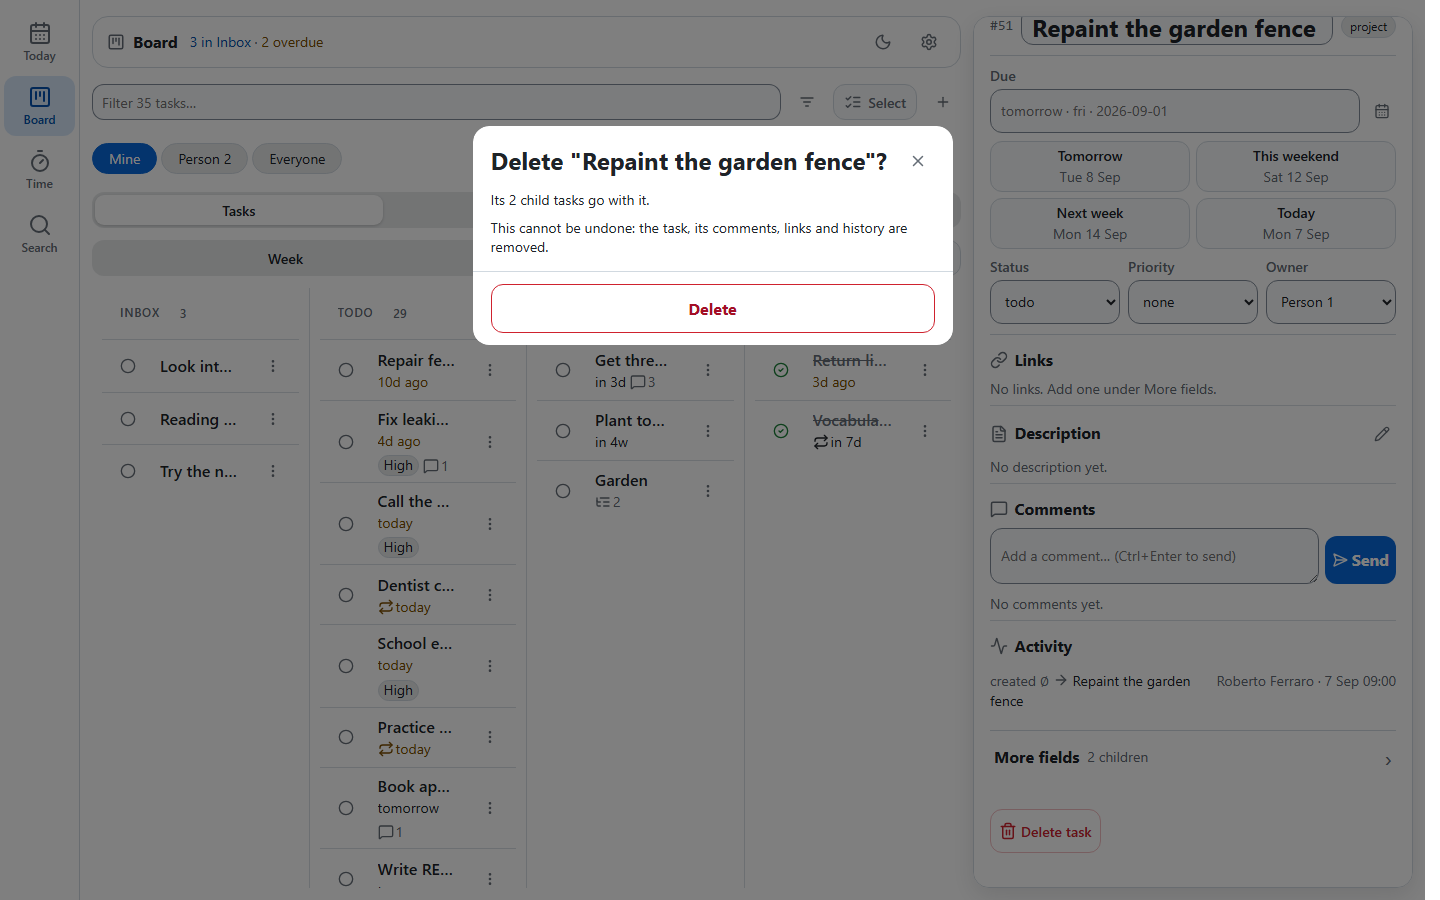 Today
Board
Time
Search
Board 3 in Inbox · 2 overdue
Filter 35 tasks...
Select
Mine
Person 2
Everyone
Tasks
Week
INBOX 3
Look int...
Reading ...
Try the n...
TODO 29
Repair fe...
10d ago
Fix leaki...
4d ago
High 1
Call the ...
today
High
Dentist c...
today
School e...
today
High
Practice ...
today
Book ap...
tomorrow
1
Write RE...
Get thre...
in 3d 3
Plant to...
in 4w
Garden
2
Return li...
3d ago
Vocabula...
in 7d
Delete "Repaint the garden fence"?
Its 2 child tasks go with it.
This cannot be undone: the task, its comments, links and history are
removed.
Delete
#51 Repaint the garden fence project
Due
tomorrow · fri · 2026-09-01
Tomorrow
Tue 8 Sep
This weekend
Sat 12 Sep
Next week
Mon 14 Sep
Today
Mon 7 Sep
Status Priority Owner
todo none Person 1
Links
No links. Add one under More fields.
Description
No description yet.
Comments
Add a comment... (Ctrl+Enter to send)
Send
No comments yet.
Activity
created ∅ → Repaint the garden Roberto Ferraro · 7 Sep 09:00
fence
More fields 2 children
Delete task